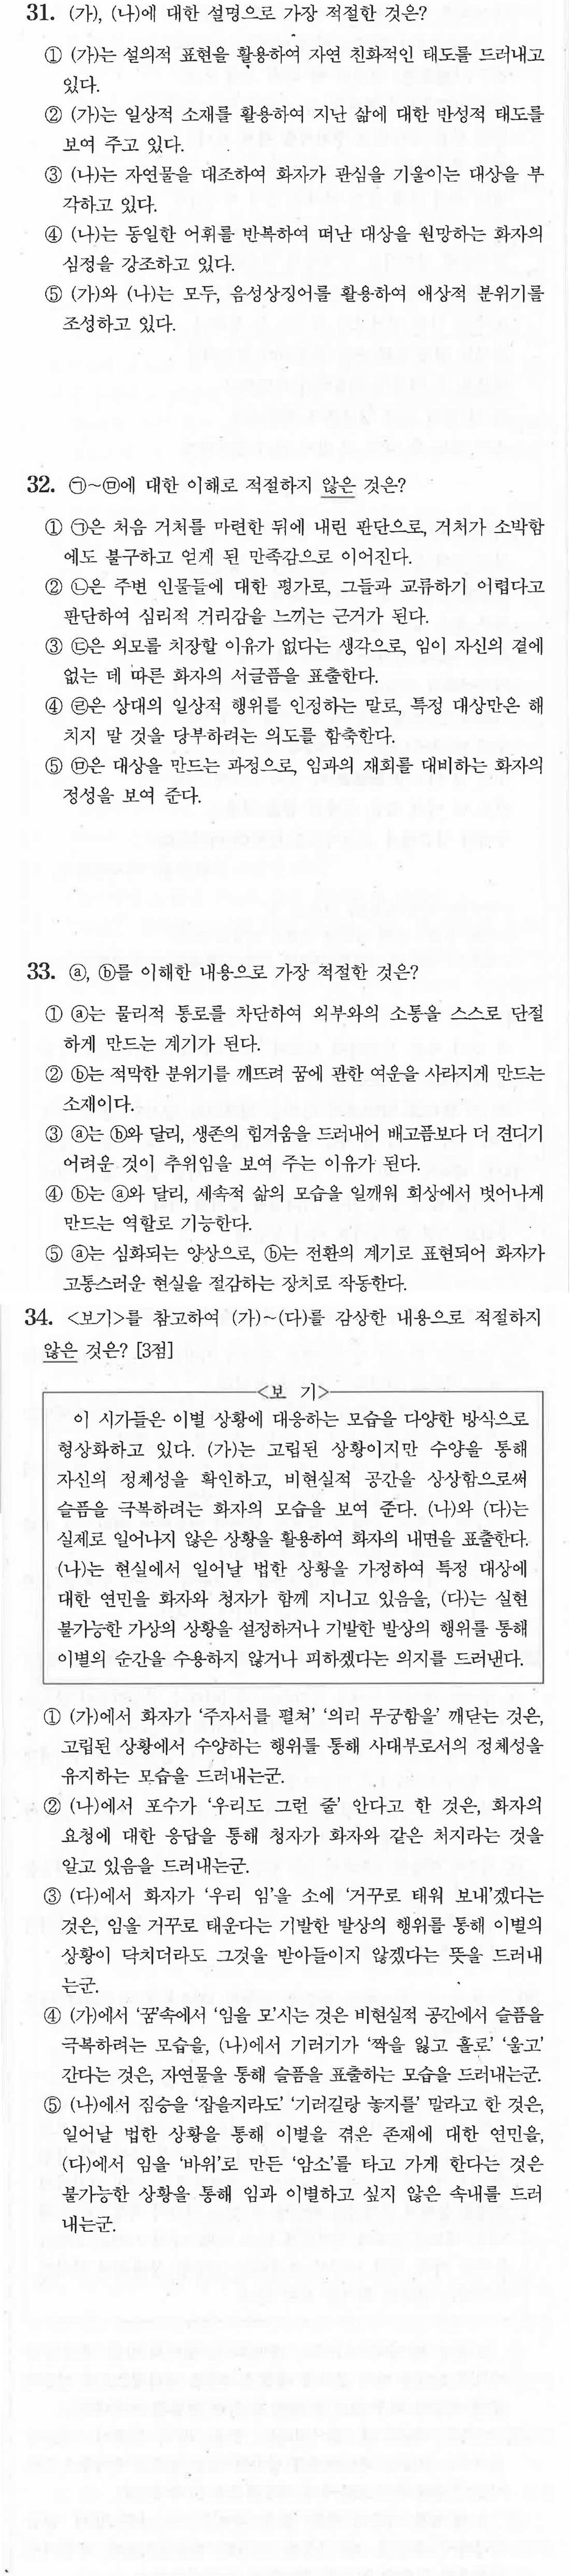 31. (가), (나)에 대한 설명으로 가장 적절한 것은?
① (가)는 설의적 표현을 활용하여 자연 친화적인 태도를 드러내고
있다.
② (가)는 일상적 소재를 활용하여 지난 삶에 대한 반성적 태도를
보여 주고 있다.
③ (나)는 자연물을 대조하여 화자가 관심을 기울이는 대상을 부
각하고 있다.
④ (나)는 동일한 어휘를 반복하여 떠난 대상을 원망하는 화자의
심정을 강조하고 있다.
⑤ (가)와 (나)는 모두, 음성상징어를 활용하여 애상적 분위기를
조성하고 있다.
32. ㉠~㉤에 대한 이해로 적절하지 않은 것은?
① ㉠은 처음 거처를 마련한 뒤에 내린 판단으로, 거처가 소박함
에도 불구하고 얻게 된 만족감으로 이어진다.
② ㉡은 주변 인물들에 대한 평가로, 그들과 교류하기 어렵다고
판단하여 심리적 거리감을 느끼는 근거가 된다.
③ ㉢은 외모를 치장할 이유가 없다는 생각으로, 임이 자신의 곁에
없는 데 따른 화자의 서글픔을 표출한다.
④ ㉣은 상대의 일상적 행위를 인정하는 말로, 특정 대상만은 해
치지 말 것을 당부하려는 의도를 함축한다.
⑤ ㉤은 대상을 만드는 과정으로, 임과의 재회를 대비하는 화자의
정성을 보여 준다.
33. ⓐ, ⓑ를 이해한 내용으로 가장 적절한 것은?
① ⓐ는 물리적 통로를 차단하여 외부와의 소통을 스스로 단절
하게 만드는 계기가 된다.
② ⓑ는 적막한 분위기를 깨뜨려 꿈에 관한 여운을 사라지게 만드는
소재이다.
③ ⓐ는 ⓑ와 달리, 생존의 힘겨움을 드러내어 배고픔보다 더 견디기
어려운 것이 추위임을 보여 주는 이유가 된다.
④ ⓑ는 ⓐ와 달리, 세속적 삶의 모습을 일깨워 회상에서 벗어나게
만드는 역할로 기능한다.
⑤ ⓐ는 심화되는 양상으로, ⓑ는 전환의 계기로 표현되어 화자가
고통스러운 현실을 절감하는 장치로 작동한다.
34. <보기>를 참고하여 (가)~(다)를 감상한 내용으로 적절하지
않은 것은? [3점]
<보 기>
이 시가들은 이별 상황에 대응하는 모습을 다양한 방식으로
형상화하고 있다. (가)는 고립된 상황이지만 수양을 통해
자신의 정체성을 확인하고, 비현실적 공간을 상상함으로써
슬픔을 극복하려는 화자의 모습을 보여 준다. (나)와 (다)는
실제로 일어나지 않은 상황을 활용하여 화자의 내면을 표출한다.
(나)는 현실에서 일어날 법한 상황을 가정하여 특정 대상에
대한 연민을 화자와 청자가 함께 지니고 있음을, (다)는 실현
불가능한 가상의 상황을 설정하거나 기발한 발상의 행위를 통해
이별의 순간을 수용하지 않거나 피하겠다는 의지를 드러낸다.
① (가)에서 화자가 '주자서를 펼쳐' '의리 무궁함을' 깨닫는 것은,
고립된 상황에서 수양하는 행위를 통해 사대부로서의 정체성을
유지하는 모습을 드러내는군.
② (나)에서 포수가 '우리도 그런 줄' 안다고 한 것은, 화자의
요청에 대한 응답을 통해 청자가 화자와 같은 처지라는 것을
알고 있음을 드러내는군.
③ (다)에서 화자가 '우리 임'을 소에 '거꾸로 태워 보내'겠다는
것은, 임을 거꾸로 태운다는 기발한 발상의 행위를 통해 이별의
상황이 닥치더라도 그것을 받아들이지 않겠다는 뜻을 드러내
는군.
④ (가)에서 '꿈'속에서 '임을 모'시는 것은 비현실적 공간에서 슬픔을
극복하려는 모습을, (나)에서 기러기가 '짝을 잃고 홀로' '울고'
간다는 것은, 자연물을 통해 슬픔을 표출하는 모습을 드러내는군.
⑤ (나)에서 짐승을 '잡을지라도' '기러길랑 놓지를' 말라고 한 것은,
일어날 법한 상황을 통해 이별을 겪은 존재에 대한 연민을,
(다)에서 임을 '바위'로 만든 '암소'를 타고 가게 한다는 것은
불가능한 상황을 통해 임과 이별하고 싶지 않은 속내를 드러
내는군.